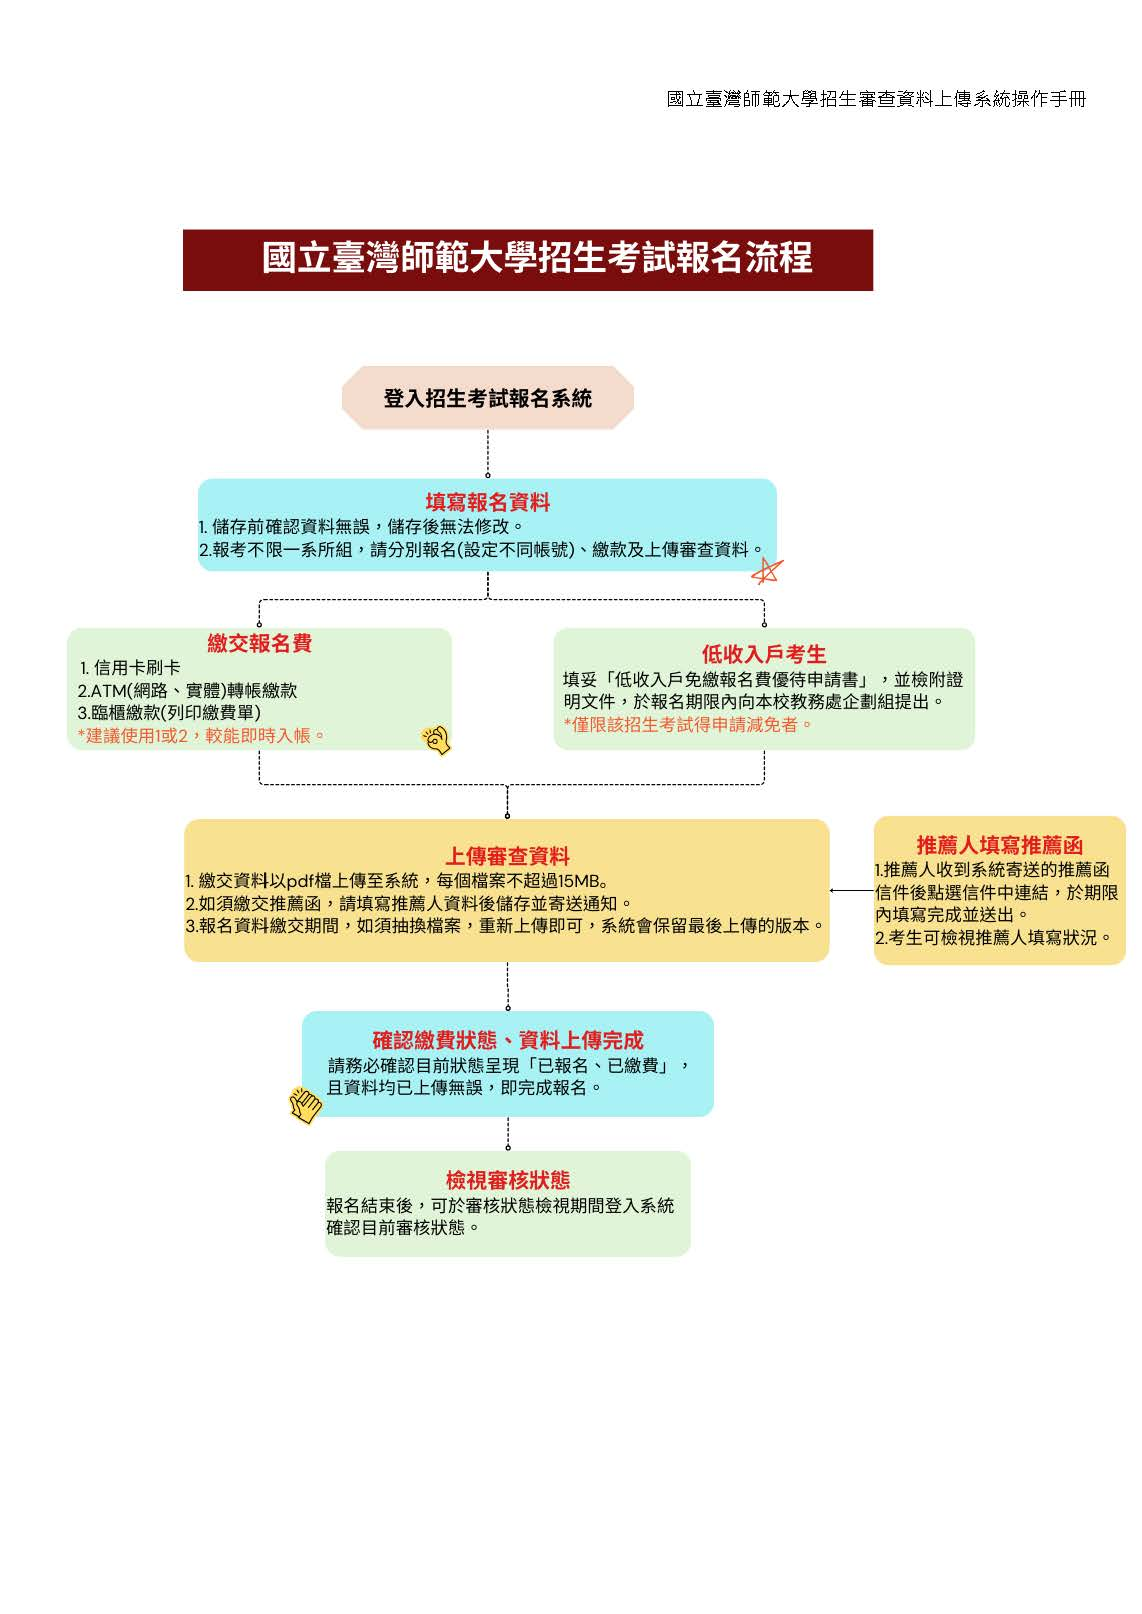 國立臺灣師範大學招生審查資料上傳系統操作手冊
國立臺灣師範大學招生考試報名流程
登入招生考試報名系統
填寫報名資料
1. 儲存前確認資料無誤，儲存後無法修改。
2.報考不限一系所組，請分別報名(設定不同帳號)、繳款及上傳審查資料。
繳交報名費
1. 信用卡刷卡
2.ATM(網路、實體)轉帳繳款
3.臨櫃繳款(列印繳費單)
*建議使用1或2，較能即時入帳。
低收入戶考生
填妥「低收入戶免繳報名費優待申請書」，並檢附證
明文件，於報名期限內向本校教務處企劃組提出。
*僅限該招生考試得申請減免者。
上傳審查資料
1. 繳交資料以pdf檔上傳至系統，每個檔案不超過15MB。
2.如須繳交推薦函，請填寫推薦人資料後儲存並寄送通知。
3.報名資料繳交期間，如須抽換檔案，重新上傳即可，系統會保留最後上傳的版本。
推薦人填寫推薦函
1.推薦人收到系統寄送的推薦函
信件後點選信件中連結，於期限
內填寫完成並送出。
2.考生可檢視推薦人填寫狀況。
確認繳費狀態、資料上傳完成
請務必確認目前狀態呈現「已報名、已繳費」，
且資料均已上傳無誤，即完成報名。
檢視審核狀態
報名結束後，可於審核狀態檢視期間登入系統
確認目前審核狀態。